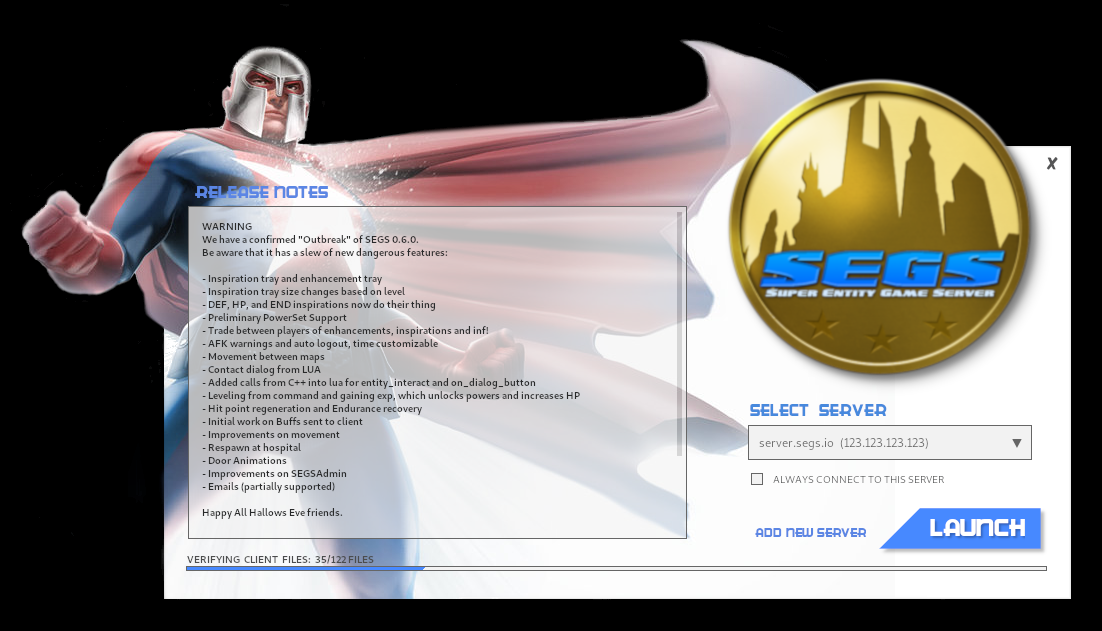 RELEASE NOTES
WARNING
We have a confirmed "Outbreak" of SEGS 0.6.0.
Be aware that it has a slew of new dangerous features:
- Inspiration tray and enhancement tray
- Inspiration tray size changes based on level
- DEF, HP, and END inspirations now do their thing
- Preliminary PowerSet Support
- Trade between players of enhancements, inspirations and inf!
- AFK warnings and auto logout, time customizable
- Movement between maps
- Contact dialog from LUA
- Added calls from C++ into lua for entity_interact and on_dialog_button
- Leveling from command and gaining exp, which unlocks powers and increases HP
- Hit point regeneration and Endurance recovery
- Initial work on Buffs sent to client
- Improvements on movement
- Respawn at hospital
- Door Animations
- Improvements on SEGSAdmin
- Emails (partially supported)
Happy All Hallows Eve friends.
VERIFYING CLIENT FILES: 35/122 FILES
X
SEGS
SUPER ENTITY GAME SERVER
SELECT SERVER
server.segs.io (123.123.123.123)
ALWAYS CONNECT TO THIS SERVER
ADD NEW SERVER
LAUNCH